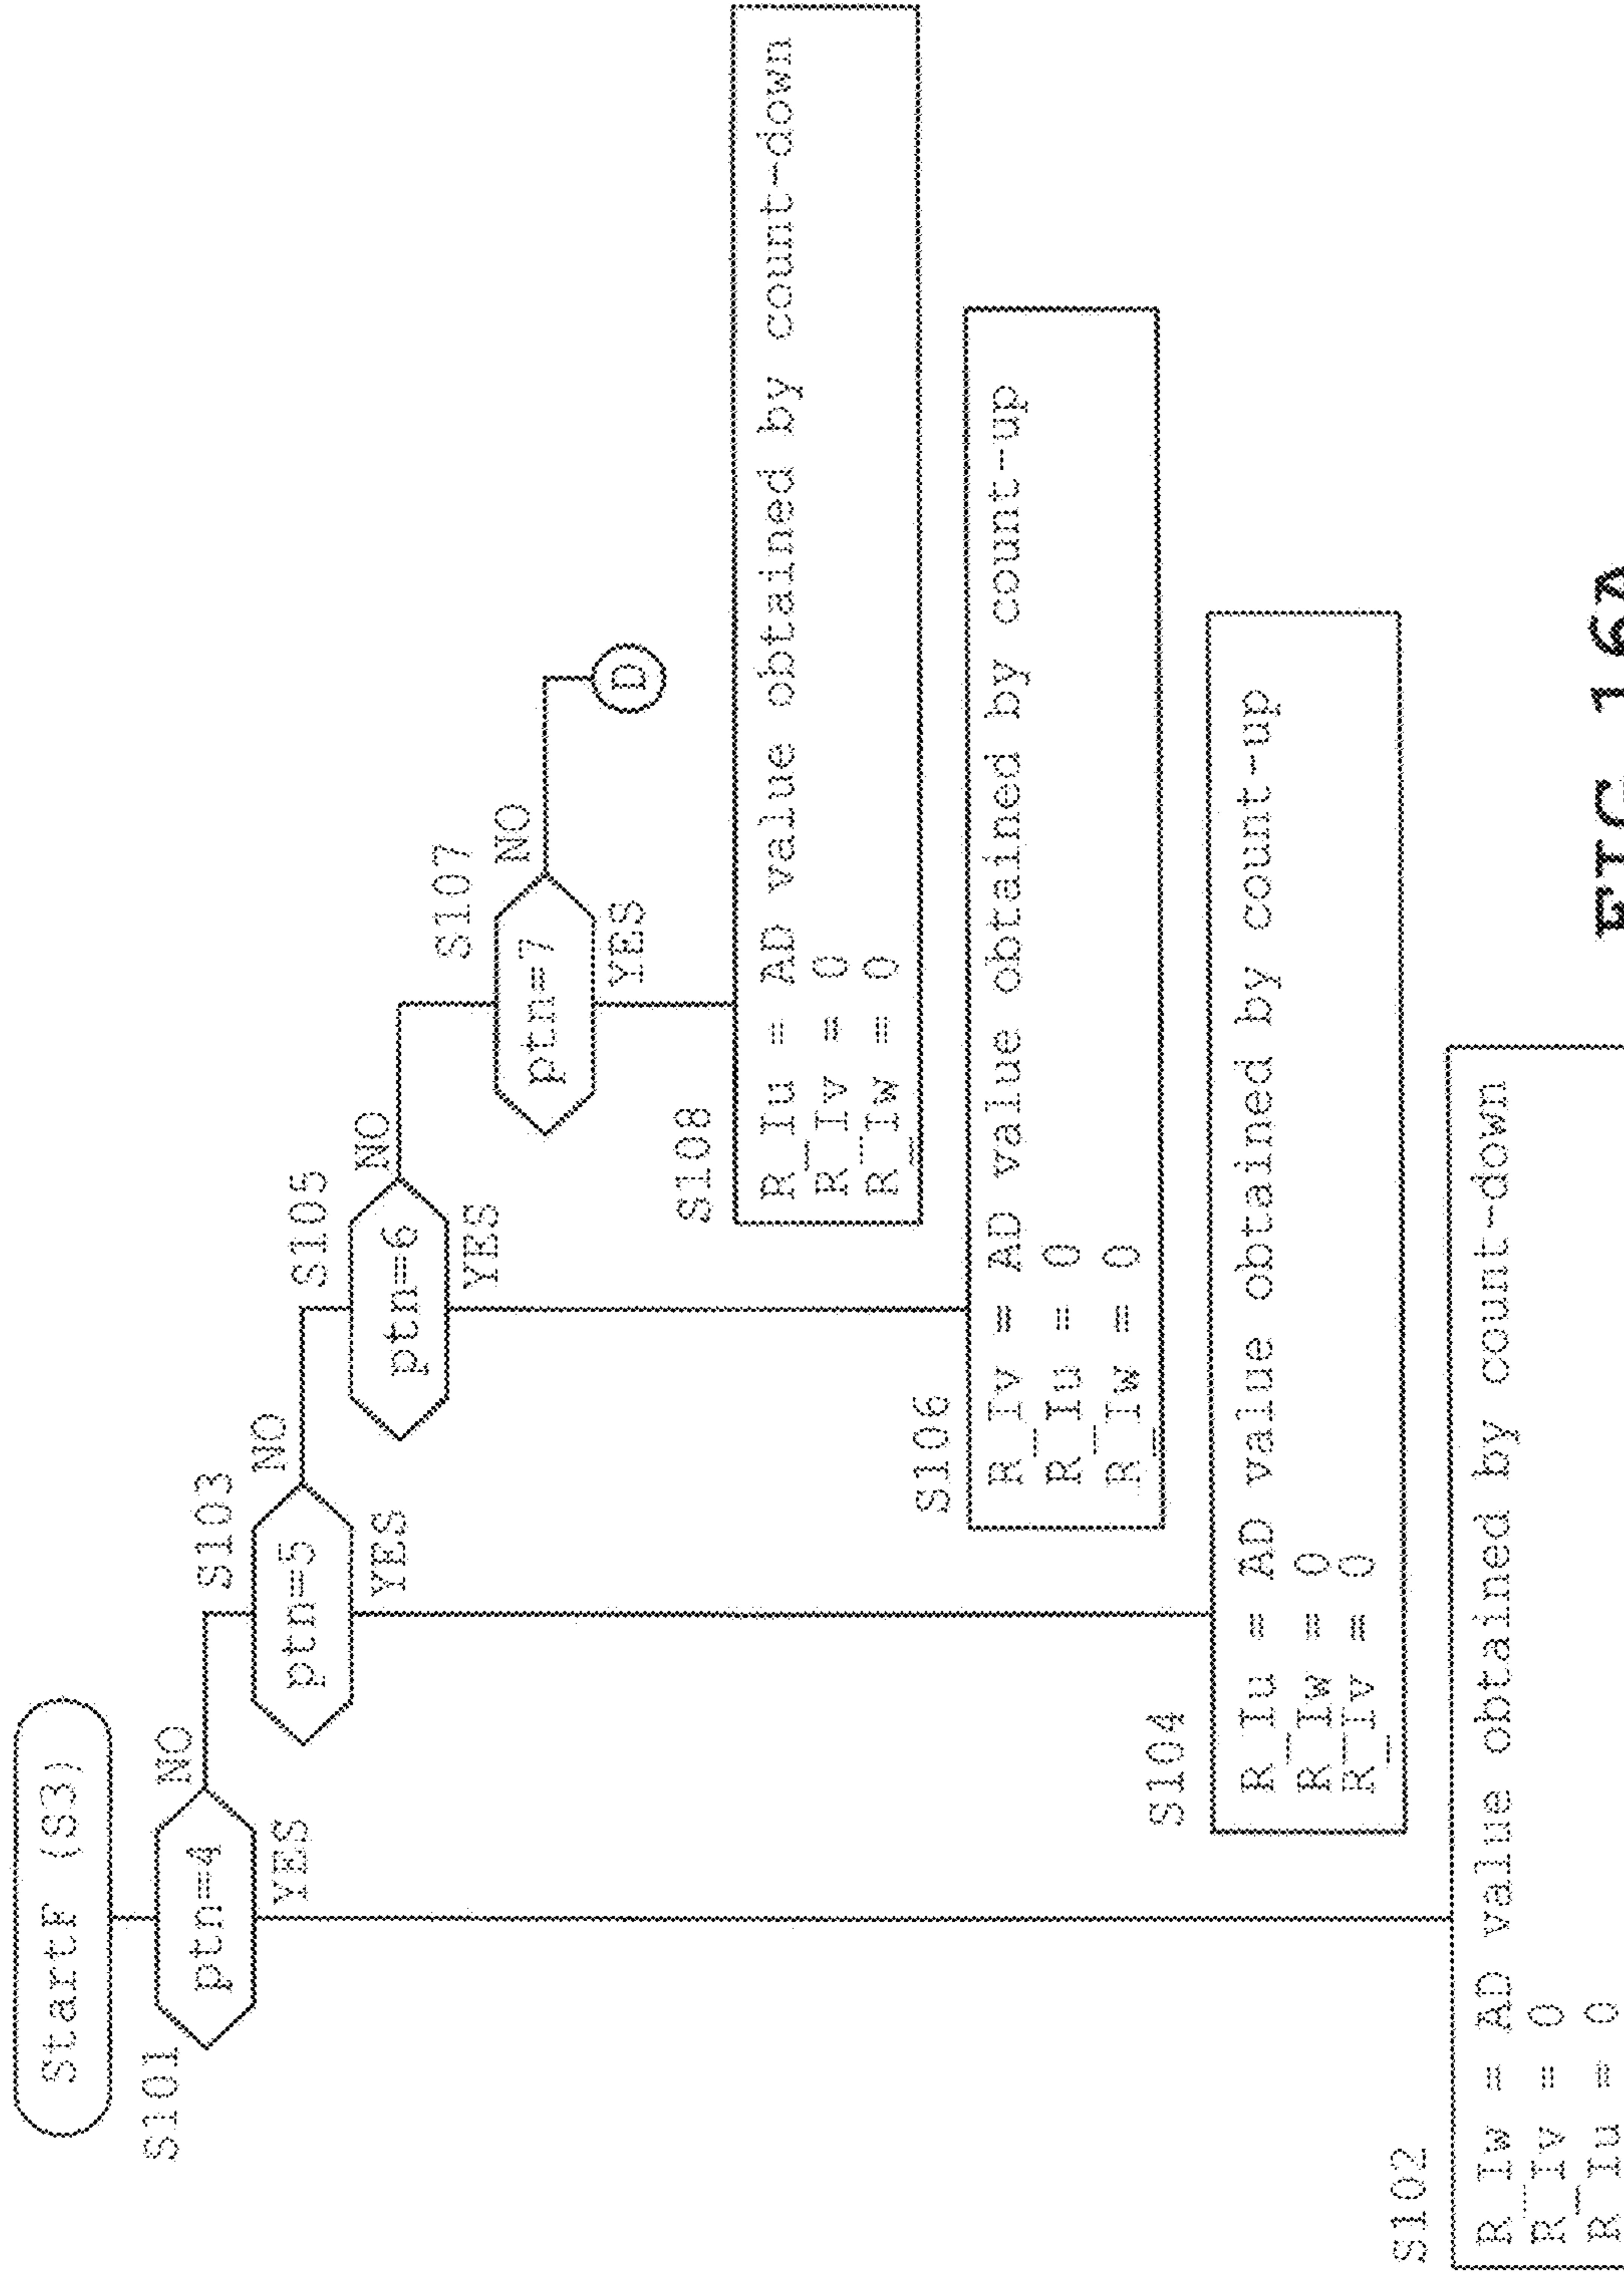 StartF (S3)
S101
ptn=4
NO
YES
S103
ptn=5
NO
YES
S105
ptn=6
NO
YES
S107
ptn=7
NO
YES
D
S108
R_Iu = AD value obtained by count-down
R_Iv = 0
R_Iw = 0
S106
R_Iv = AD value obtained by count-up
R_Iu = 0
R_Iw = 0
S104
R_Iu = AD value obtained by count-up
R_Iw = 0
R_Iv = 0
S102
R_Iw = AD value obtained by count-down
R_Iv = 0
R_Iu = 0
FIG. 16A